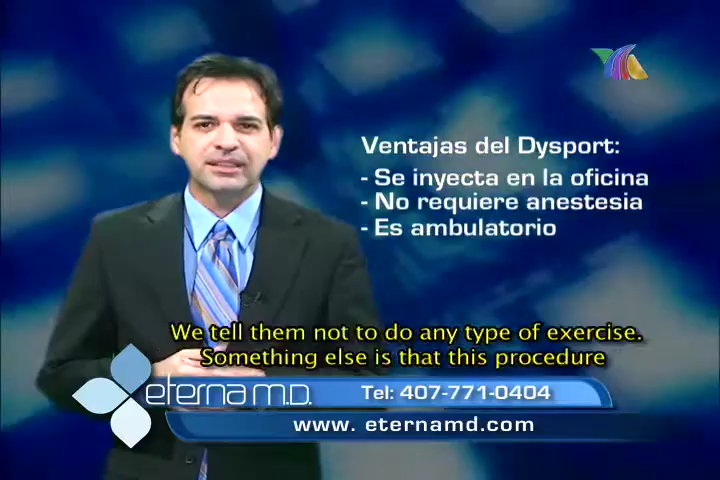 Ventajas del Dysport:
- Se inyecta en la oficina
- No requiere anestesia
- Es ambulatorio
We tell them not to do any type of exercise.
Something else is that this procedure
eterna m.D.
Tel: 407-771-0404
www. eternamd.com